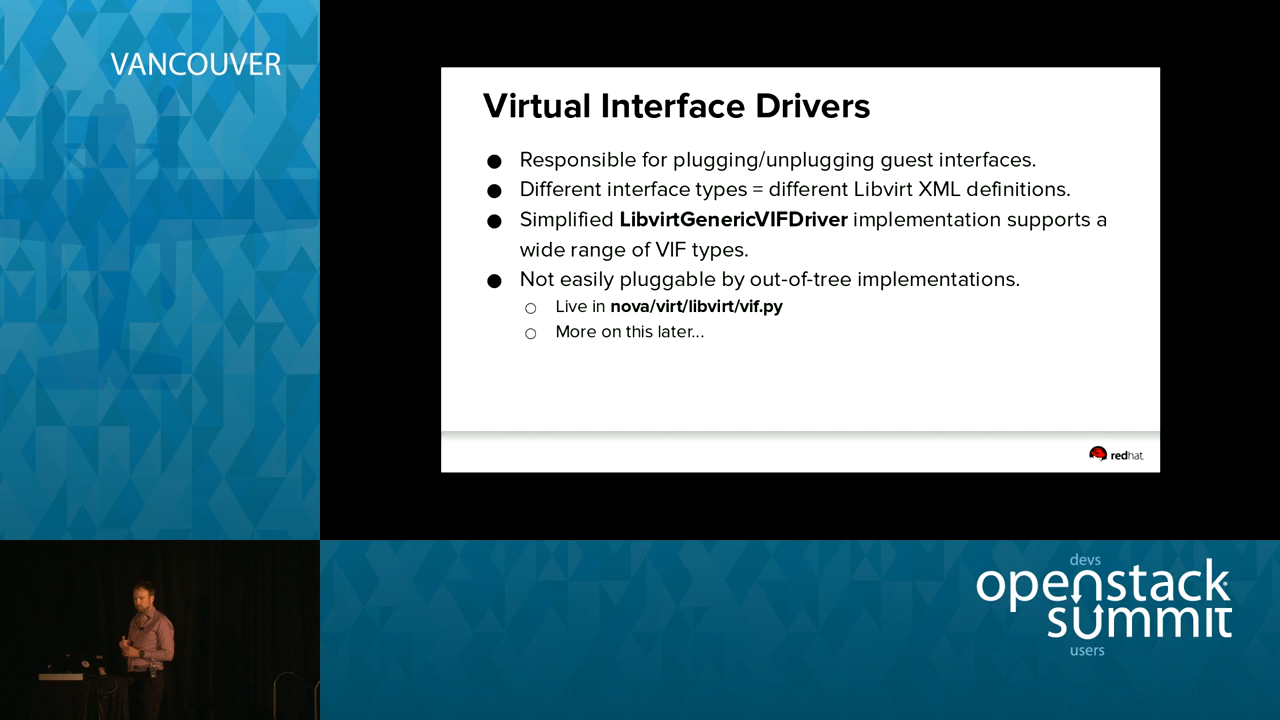 VANCOUVER
Virtual Interface Drivers
● Responsible for plugging/unplugging guest interfaces.
● Different interface types = different Libvirt XML definitions.
● Simplified LibvirtGenericVIFDriver implementation supports a
wide range of VIF types.
● Not easily pluggable by out-of-tree implementations.
○ Live in nova/virt/libvirt/vif.py
○ More on this later...
redhat
devs
openstack
summit
users